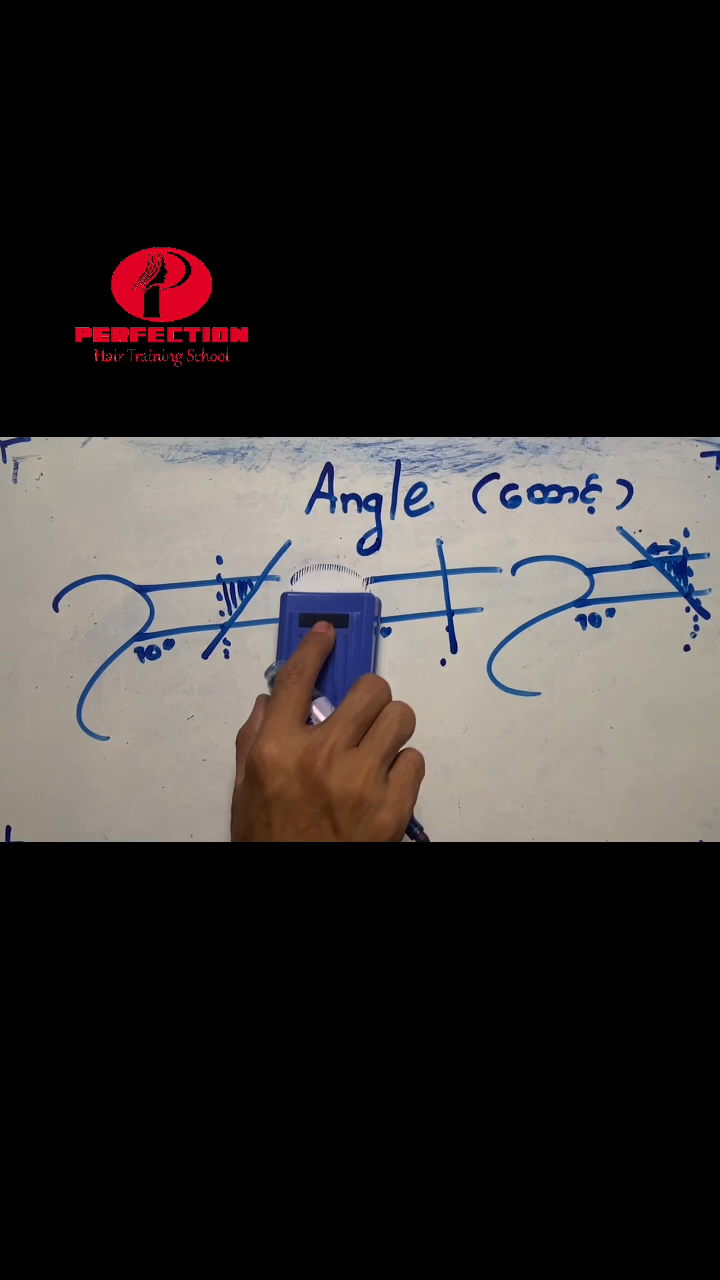 PERFECTION
Hair Training School
Angle (ထောင့်)
90°
°
90°